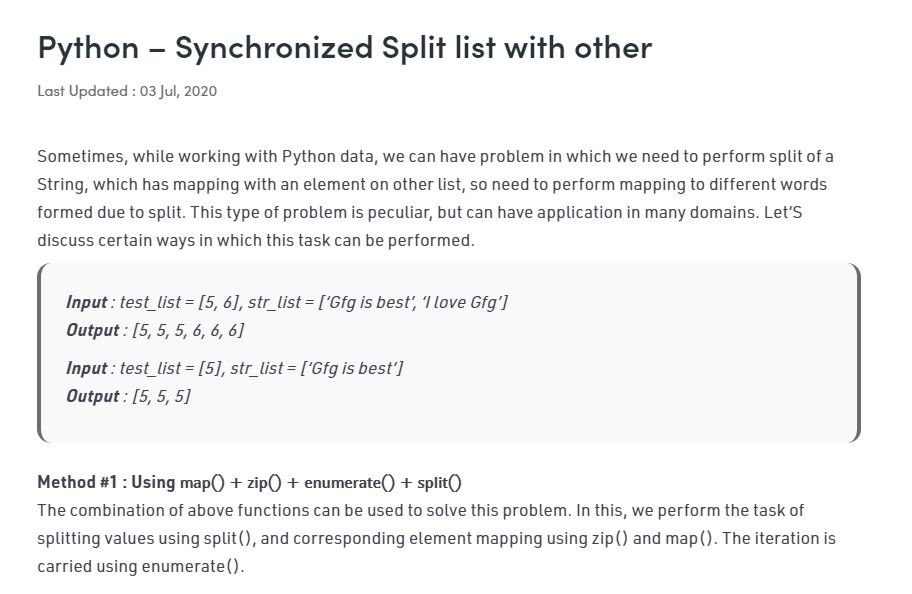 Python – Synchronized Split list with other
Last Updated : 03 Jul, 2020
Sometimes, while working with Python data, we can have problem in which we need to perform split of a
String, which has mapping with an element on other list, so need to perform mapping to different words
formed due to split. This type of problem is peculiar, but can have application in many domains. Let’S
discuss certain ways in which this task can be performed.
Input : test_list = [5, 6], str_list = [‘Gfg is best’, ‘I love Gfg’]
Output : [5, 5, 5, 6, 6, 6]
Input : test_list = [5], str_list = [‘Gfg is best’]
Output : [5, 5, 5]
Method #1 : Using map() + zip() + enumerate() + split()
The combination of above functions can be used to solve this problem. In this, we perform the task of
splitting values using split(), and corresponding element mapping using zip() and map(). The iteration is
carried using enumerate().